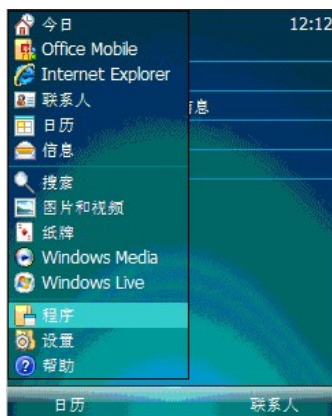 今日
12:12
Office Mobile
Internet Explorer
联系人
信息
日历
信息
搜索
图片和视频
纸牌
Windows Media
Windows Live
程序
设置
帮助
日历
联系人